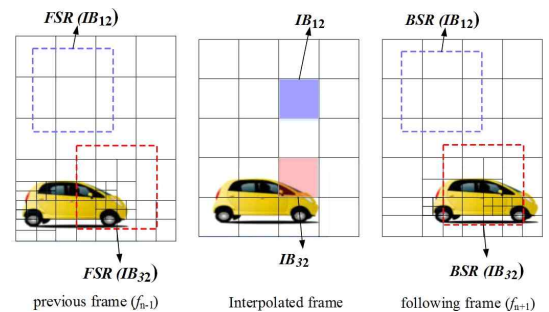 FSR (IB12)
IB12
BSR (IB12)
FSR (IB32)
IB32
BSR (IB32)
previous frame (fn-1)
Interpolated frame
following frame (fn+1)